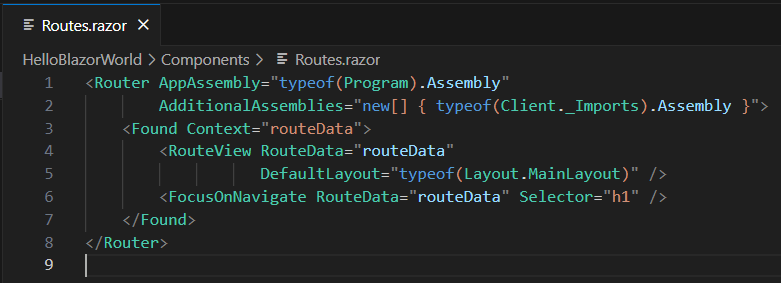 Routes.razor
HelloBlazorWorld > Components > Routes.razor
1 <Router AppAssembly="typeof(Program).Assembly"
2 AdditionalAssemblies="new[] { typeof(Client._Imports).Assembly }">
3 <Found Context="routeData">
4 <RouteView RouteData="routeData"
5 DefaultLayout="typeof(Layout.MainLayout)" />
6 <FocusOnNavigate RouteData="routeData" Selector="h1" />
7 </Found>
8 </Router>
9